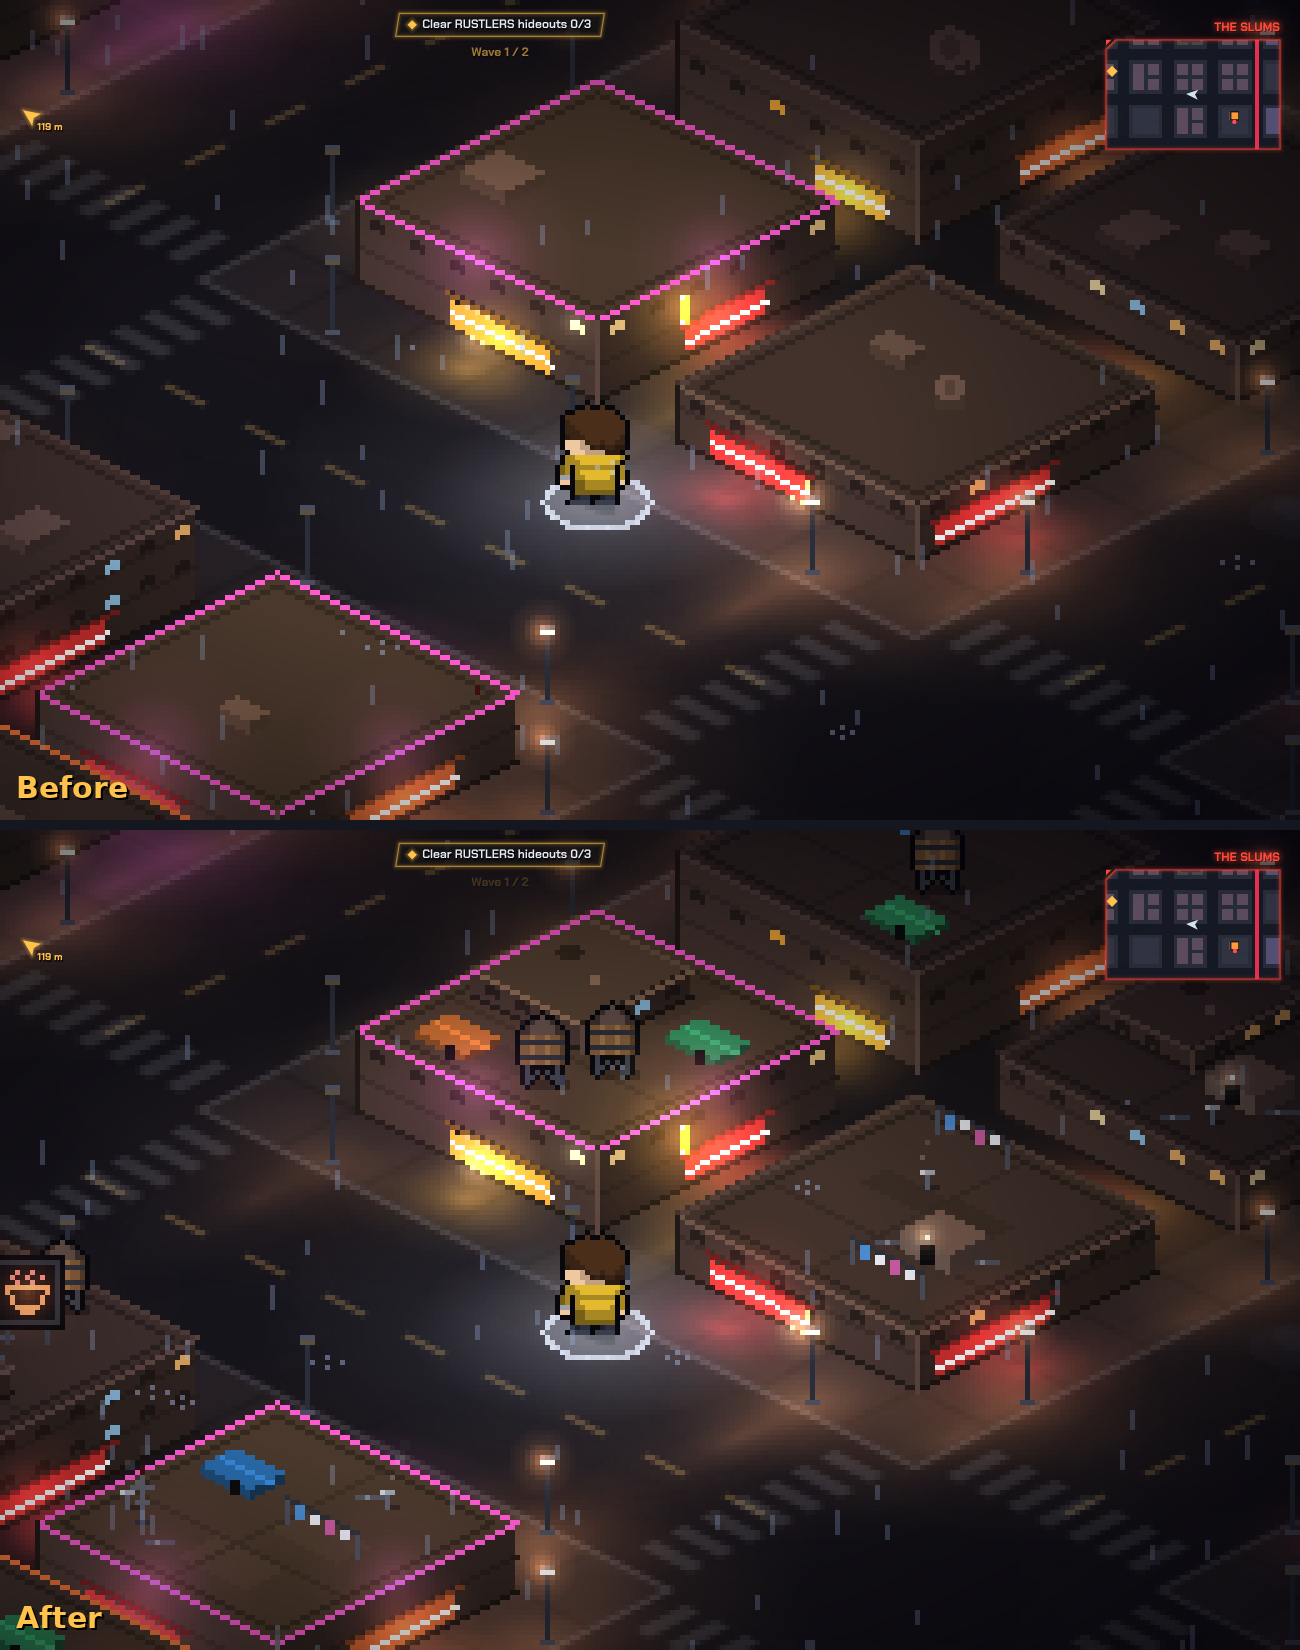 Clear RUSTLERS hideouts 0/3
Wave 1 / 2
THE SLUMS
119 m
Before
Clear RUSTLERS hideouts 0/3
Wave 1 / 2
THE SLUMS
119 m
After